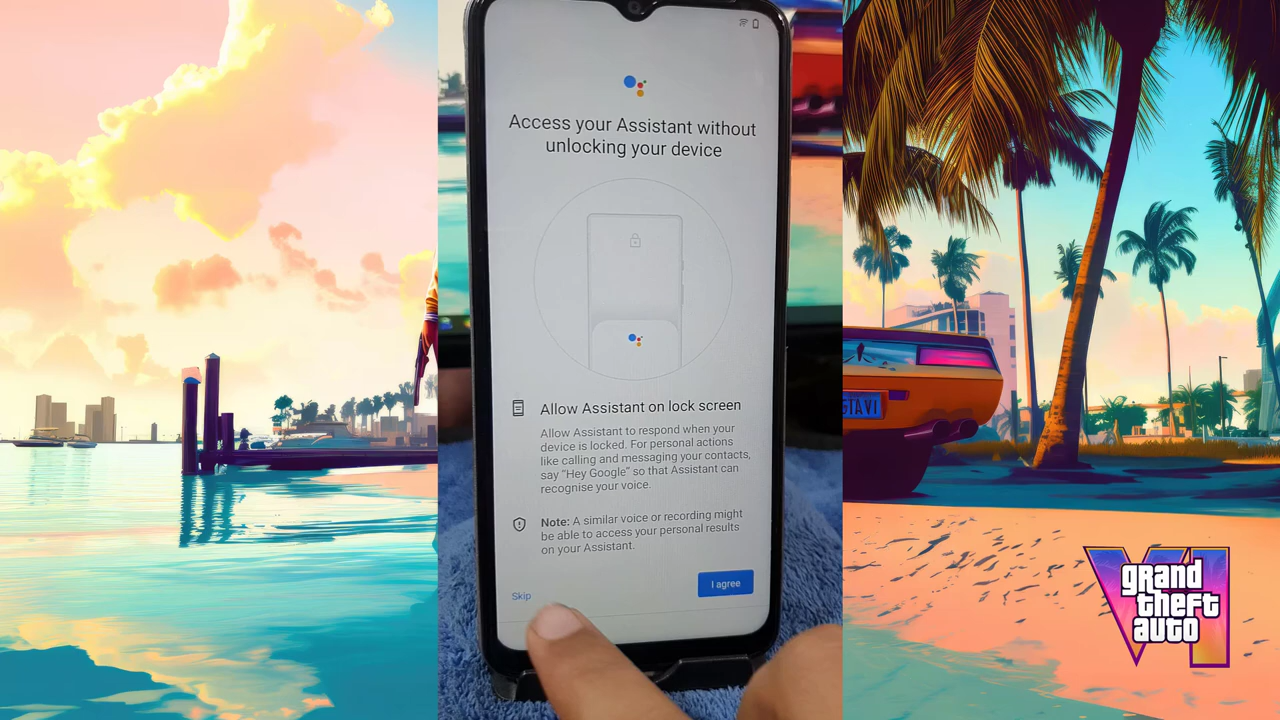 Access your Assistant without
unlocking your device
Allow Assistant on lock screen
Allow Assistant to respond when your
device is locked. For personal actions
like calling and messaging your contacts,
say "Hey Google" so that Assistant can
recognise your voice.
Note: A similar voice or recording might
be able to access your personal results
on your Assistant.
Skip
I agree
GTAVI
grand
theft
auto
VI